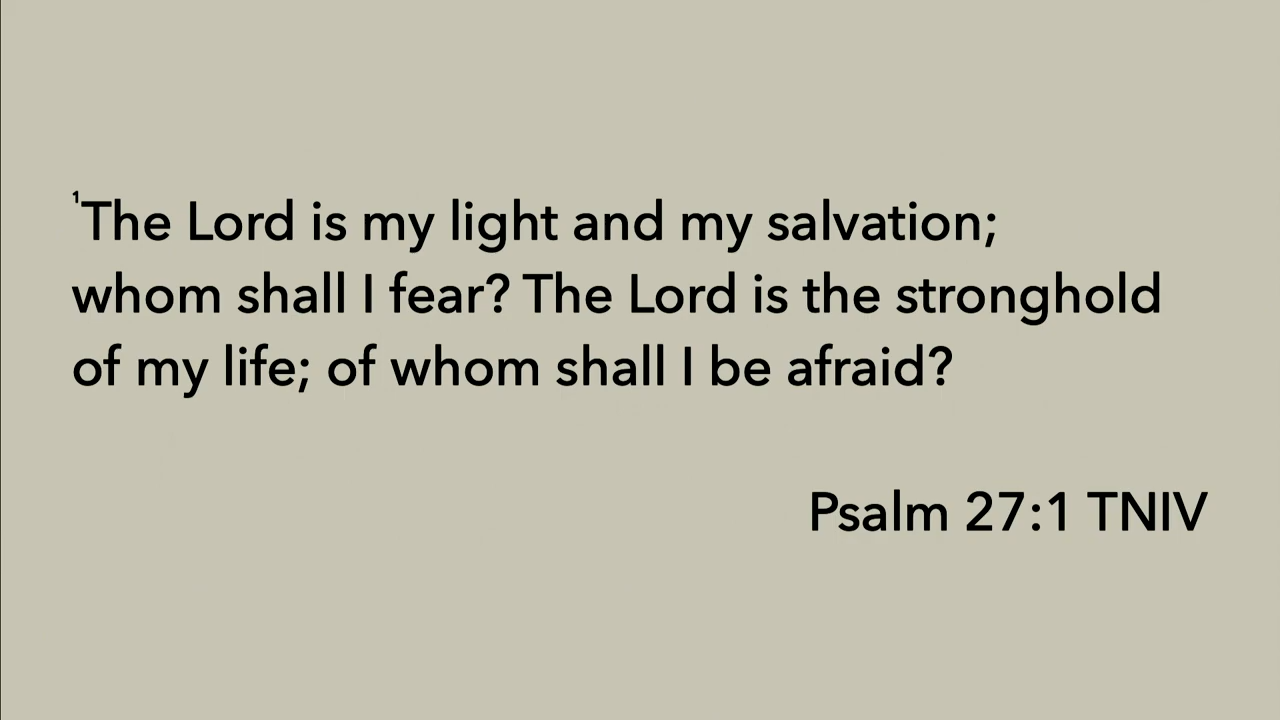 ¹The Lord is my light and my salvation;
whom shall I fear? The Lord is the stronghold
of my life; of whom shall I be afraid?
Psalm 27:1 TNIV